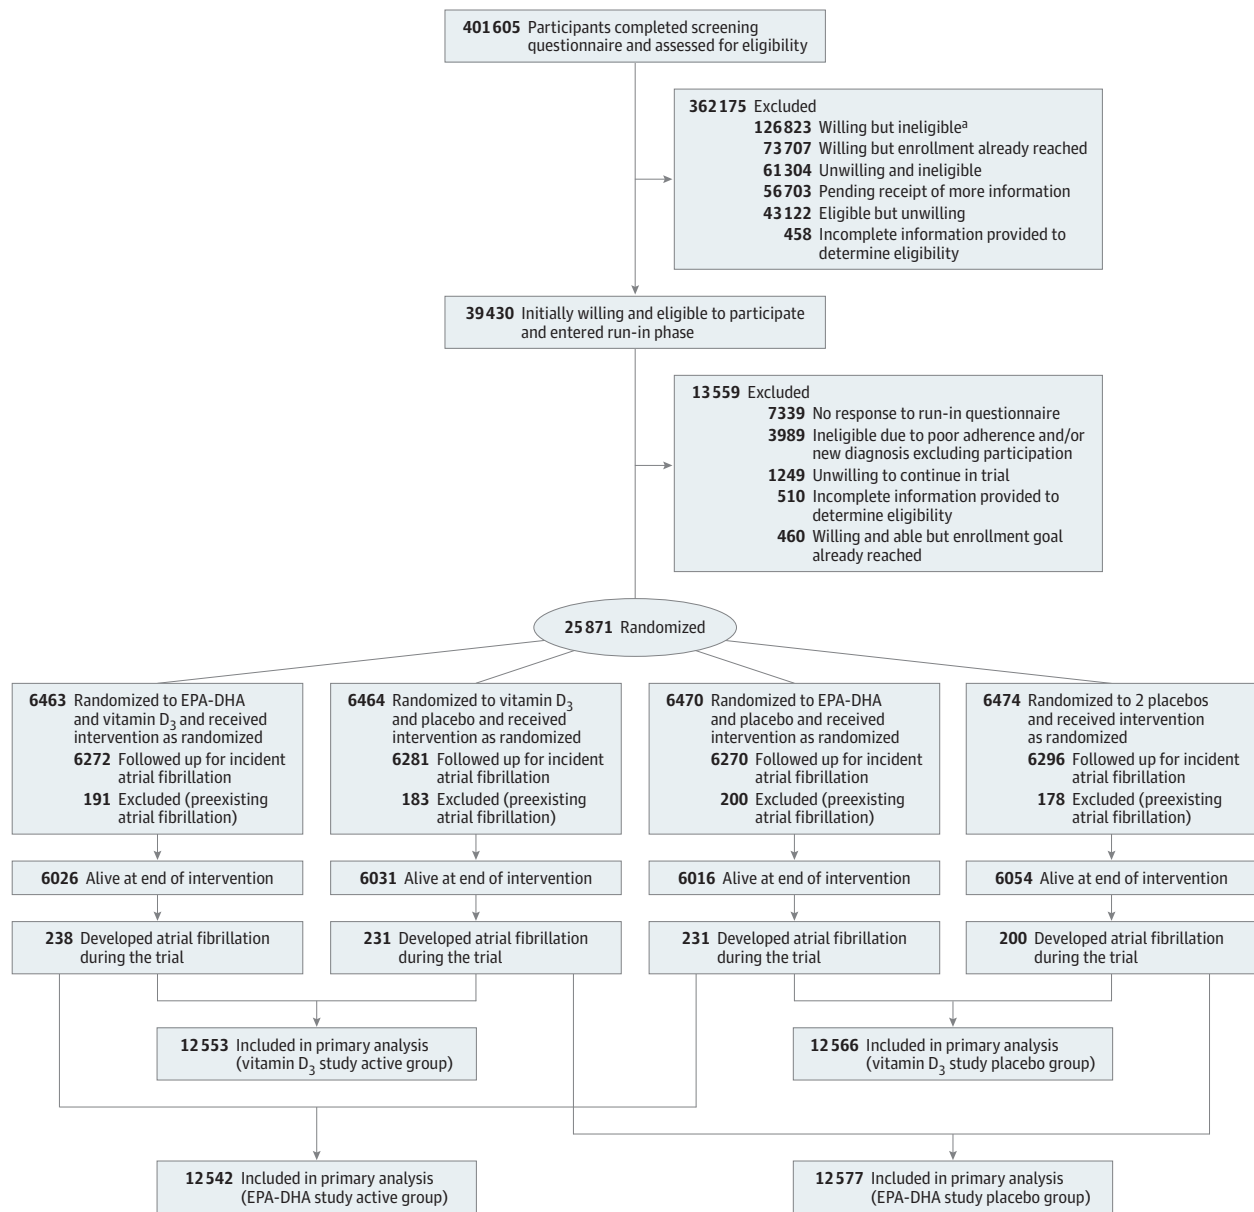 401605 Participants completed screening
questionnaire and assessed for eligibility
362175 Excluded
126823 Willing but ineligibleª
73707 Willing but enrollment already reached
61304 Unwilling and ineligible
56703 Pending receipt of more information
43122 Eligible but unwilling
458 Incomplete information provided to
determine eligibility
39430 Initially willing and eligible to participate
and entered run-in phase
13559 Excluded
7339 No response to run-in questionnaire
3989 Ineligible due to poor adherence and/or
new diagnosis excluding participation
1249 Unwilling to continue in trial
510 Incomplete information provided to
determine eligibility
460 Willing and able but enrollment goal
already reached
25871 Randomized
6463 Randomized to EPA-DHA
and vitamin D₃ and received
intervention as randomized
6272 Followed up for incident
atrial fibrillation
191 Excluded (preexisting
atrial fibrillation)
6464 Randomized to vitamin D₃
and placebo and received
intervention as randomized
6281 Followed up for incident
atrial fibrillation
183 Excluded (preexisting
atrial fibrillation)
6470 Randomized to EPA-DHA
and placebo and received
intervention as randomized
6270 Followed up for incident
atrial fibrillation
200 Excluded (preexisting
atrial fibrillation)
6474 Randomized to 2 placebos
and received intervention
as randomized
6296 Followed up for incident
atrial fibrillation
178 Excluded (preexisting
atrial fibrillation)
6026 Alive at end of intervention
6031 Alive at end of intervention
6016 Alive at end of intervention
6054 Alive at end of intervention
238 Developed atrial fibrillation
during the trial
231 Developed atrial fibrillation
during the trial
231 Developed atrial fibrillation
during the trial
200 Developed atrial fibrillation
during the trial
12553 Included in primary analysis
(vitamin D₃ study active group)
12566 Included in primary analysis
(vitamin D₃ study placebo group)
12542 Included in primary analysis
(EPA-DHA study active group)
12577 Included in primary analysis
(EPA-DHA study placebo group)